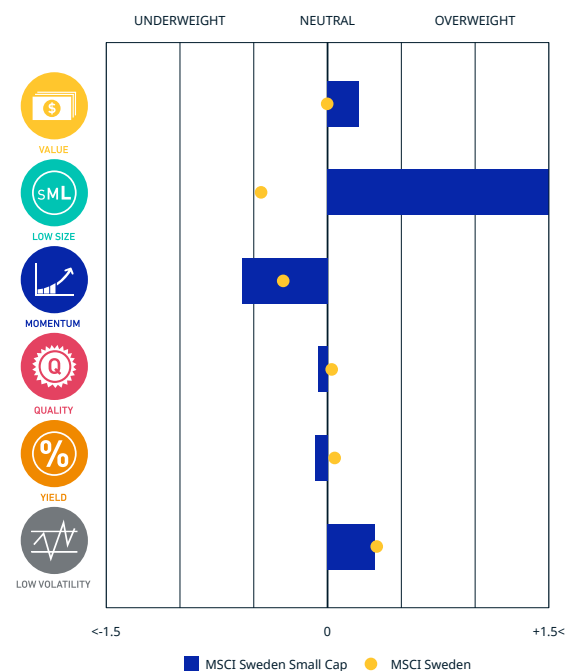 UNDERWEIGHT NEUTRAL OVERWEIGHT
$
VALUE
SML
LOW SIZE
MOMENTUM
Q
QUALITY
%
YIELD
LOW VOLATILITY
<-1.5 0 +1.5<
MSCI Sweden Small Cap MSCI Sweden